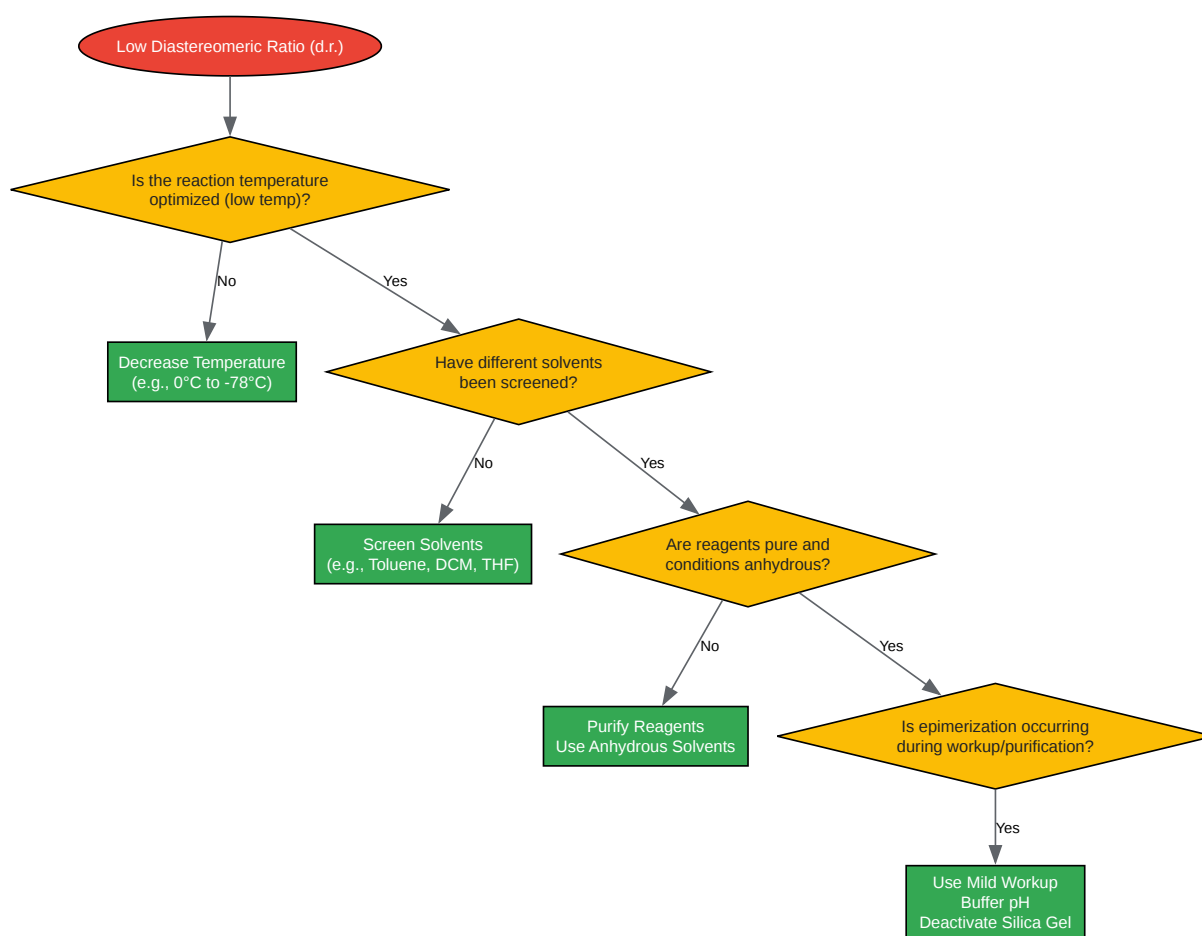 Low Diastereomeric Ratio (d.r.)
Is the reaction temperature
optimized (low temp)?
No
Yes
Decrease Temperature
(e.g., 0°C to -78°C)
Have different solvents
been screened?
No
Yes
Screen Solvents
(e.g., Toluene, DCM, THF)
Are reagents pure and
conditions anhydrous?
No
Yes
Purify Reagents
Use Anhydrous Solvents
Is epimerization occurring
during workup/purification?
Yes
Use Mild Workup
Buffer pH
Deactivate Silica Gel